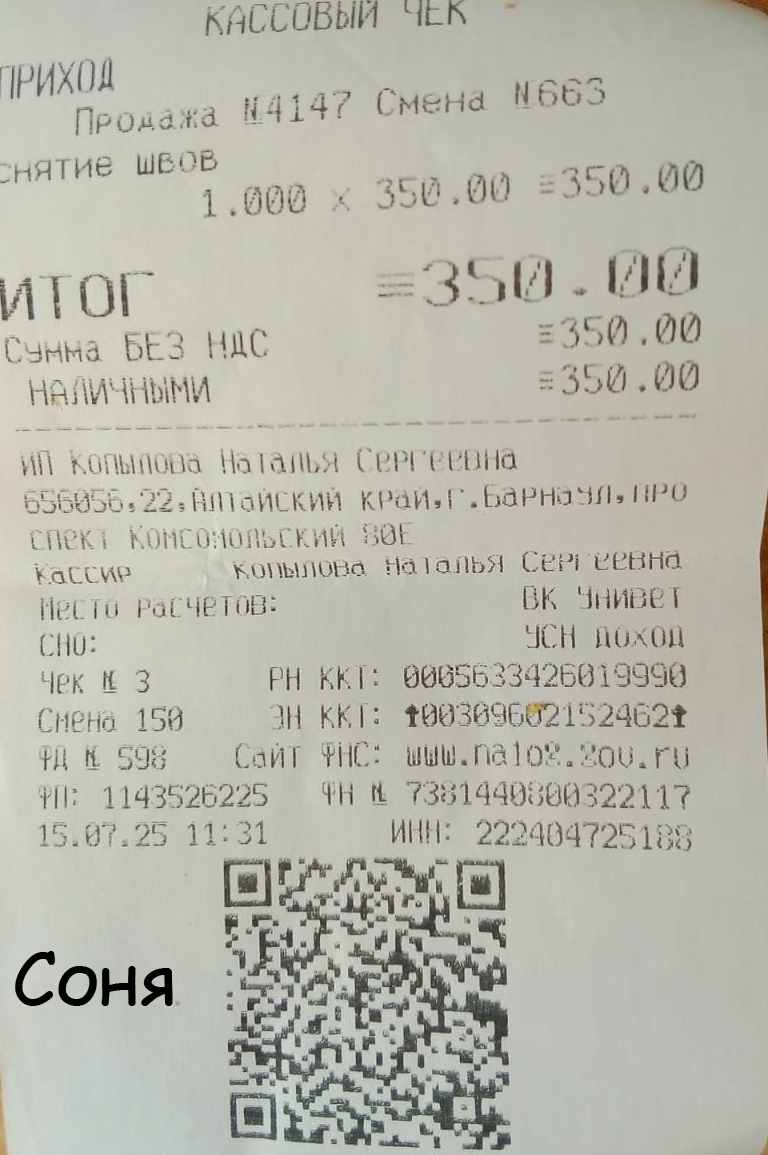 КАССОВЫЙ ЧЕК
ПРИХОД
Продажа №4147 Смена №663
снятие швов
1.000 x 350.00 ≡350.00
ИТОГ ≡350.00
Сумма БЕЗ НДС ≡350.00
НАЛИЧНЫМИ ≡350.00
ИП Копылова Наталья Сергеевна
656056,22,Алтайский край,г.Барнаул,про
спект Комсомольский 80Е
Кассир Копылова Наталья Сергеевна
Место расчетов: ВК Унивет
СНО: УСН доход
Чек № 3 РН ККТ: 0005633426019990
Смена 150 ЗН ККТ: ↑00309602152462↑
ФД № 598 Сайт ФНС: www.nalog.gov.ru
ФП: 1143526225 ФН № 7381440800322117
15.07.25 11:31 ИНН: 222404725188
Соня